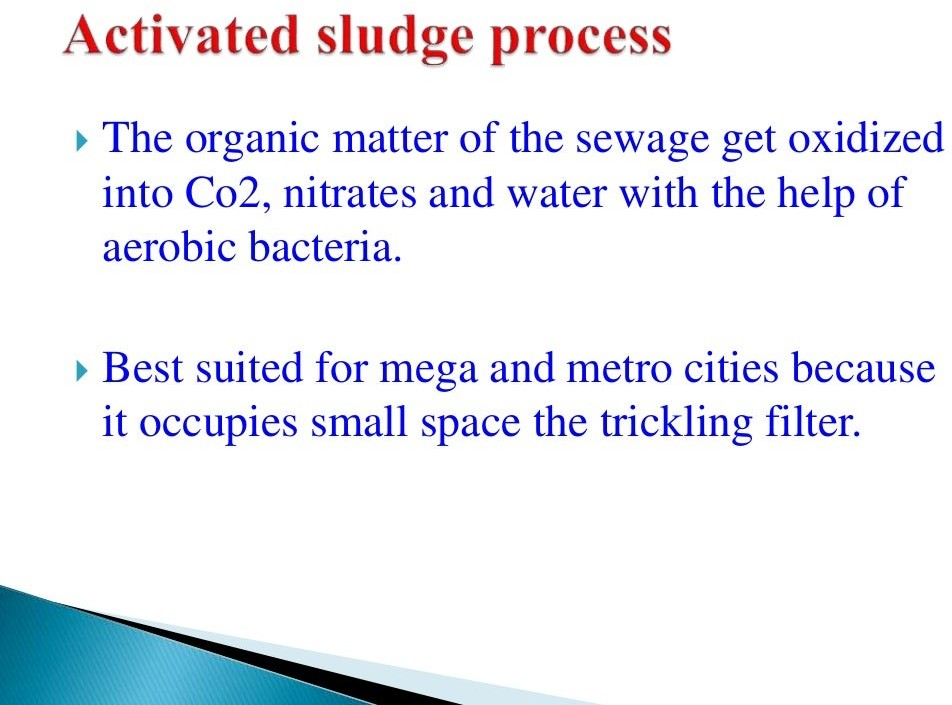 Activated sludge process
The organic matter of the sewage get oxidized
into Co2, nitrates and water with the help of
aerobic bacteria.
Best suited for mega and metro cities because
it occupies small space the trickling filter.